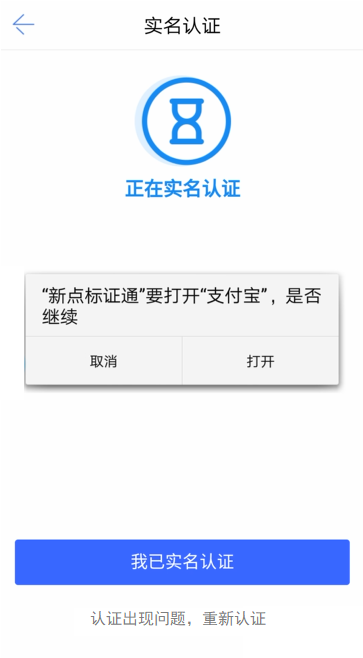 实名认证
正在实名认证
“新点标证通”要打开“支付宝”，是否
继续
取消
打开
我已实名认证
认证出现问题，重新认证